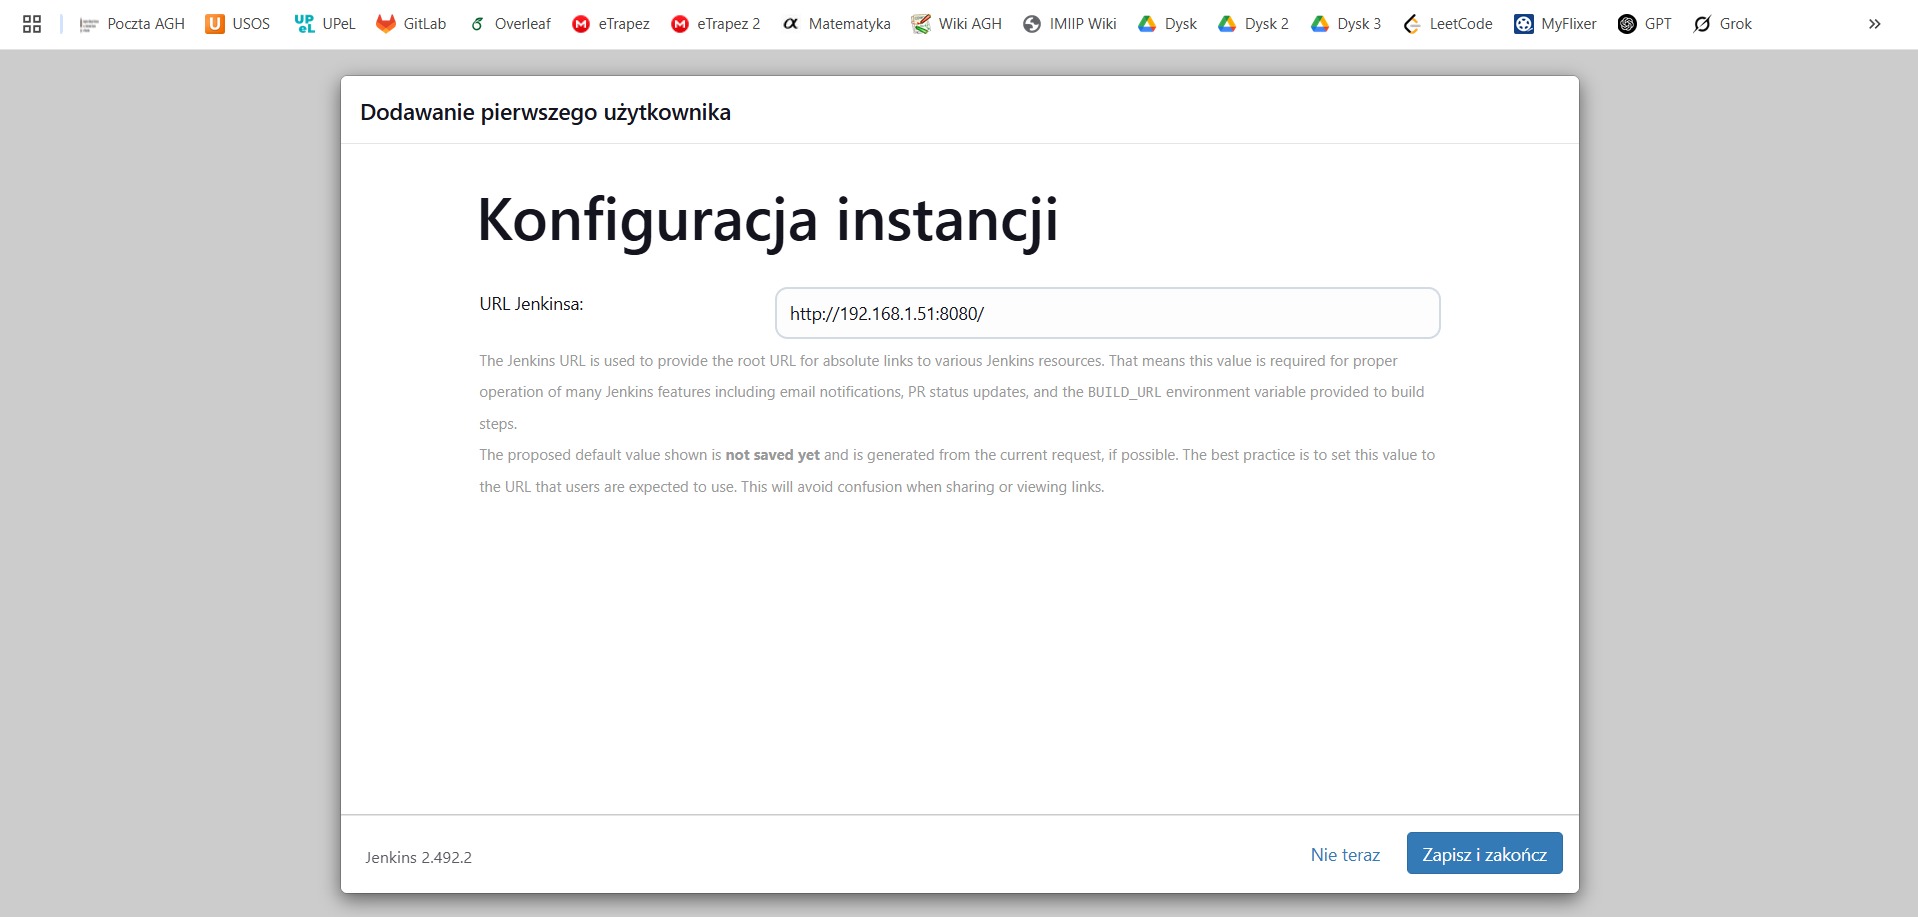 Poczta AGH USOS UPeL GitLab Overleaf eTrapez eTrapez 2 Matematyka Wiki AGH IMIIP Wiki Dysk Dysk 2 Dysk 3 LeetCode MyFlixer GPT Grok »
Dodawanie pierwszego użytkownika
Konfiguracja instancji
URL Jenkinsa: http://192.168.1.51:8080/
The Jenkins URL is used to provide the root URL for absolute links to various Jenkins resources. That means this value is required for proper
operation of many Jenkins features including email notifications, PR status updates, and the BUILD_URL environment variable provided to build
steps.
The proposed default value shown is not saved yet and is generated from the current request, if possible. The best practice is to set this value to
the URL that users are expected to use. This will avoid confusion when sharing or viewing links.
Jenkins 2.492.2 Nie teraz Zapisz i zakończ